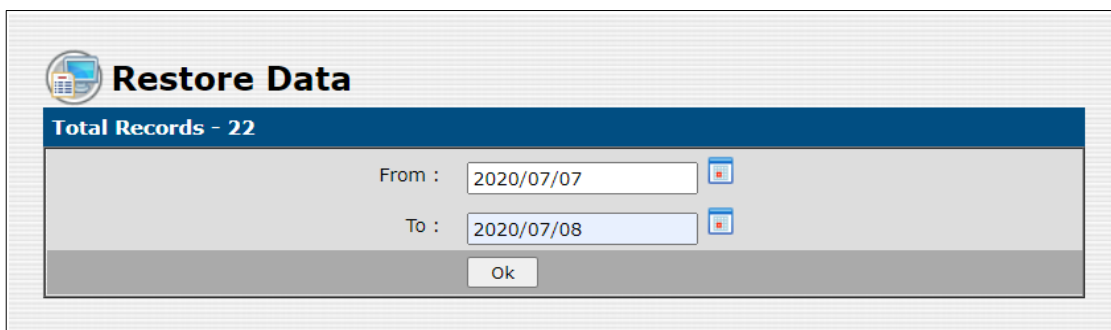 Restore Data
Total Records - 22
From : 2020/07/07
To : 2020/07/08
Ok